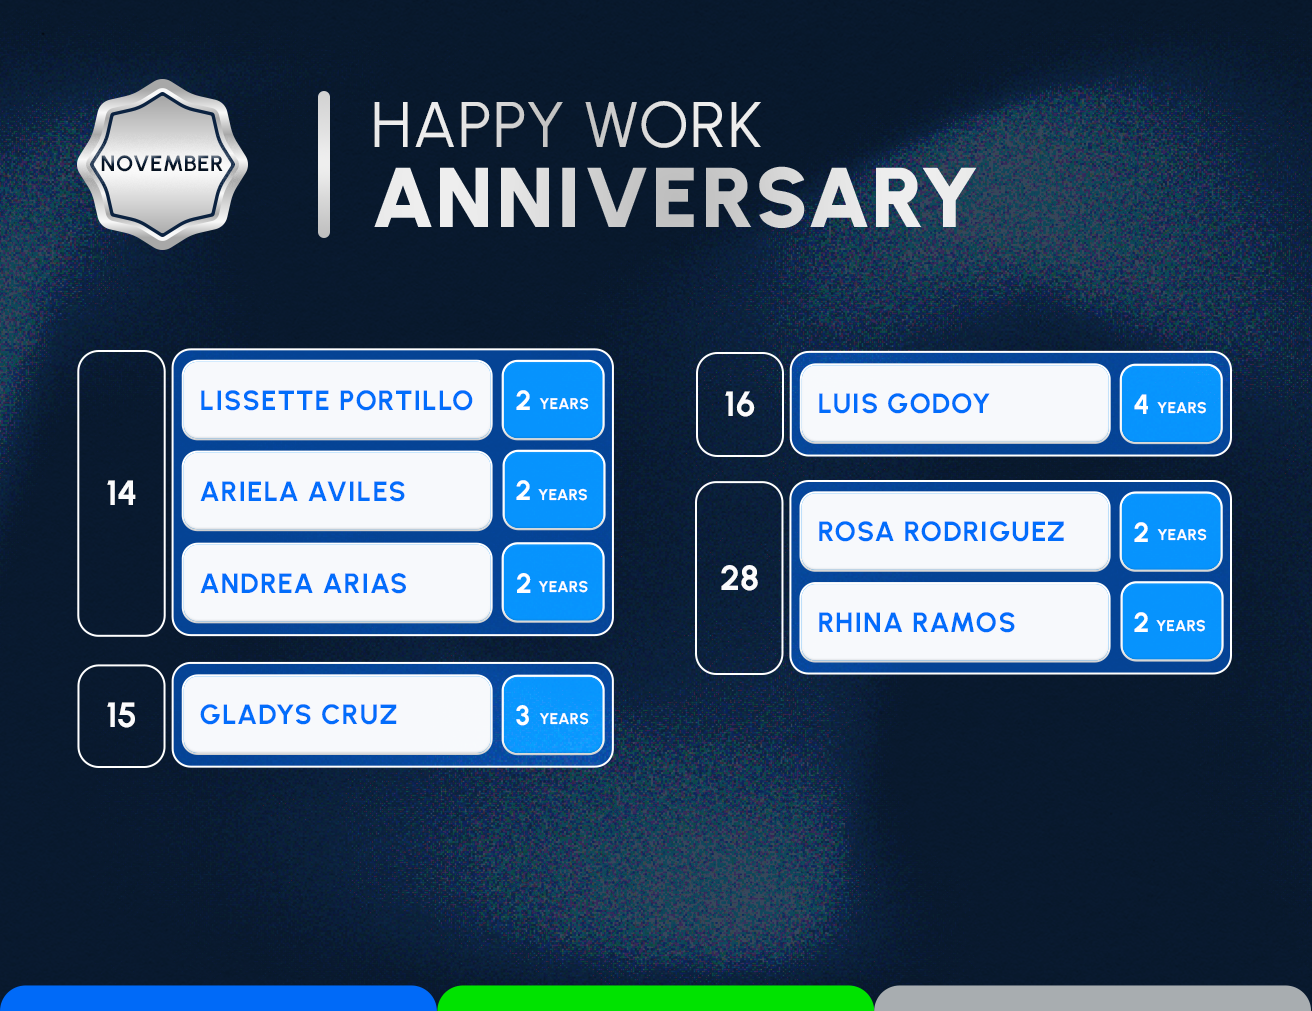 NOVEMBER
HAPPY WORK
ANNIVERSARY
14
LISSETTE PORTILLO 2 YEARS
ARIELA AVILES 2 YEARS
ANDREA ARIAS 2 YEARS
15
GLADYS CRUZ 3 YEARS
16
LUIS GODOY 4 YEARS
28
ROSA RODRIGUEZ 2 YEARS
RHINA RAMOS 2 YEARS